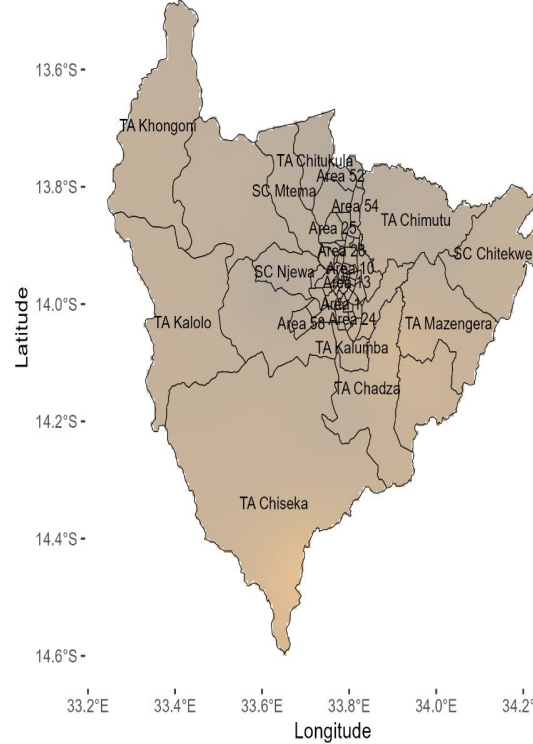 13.6°S
TA Khongoni
TA Chitukula
Area 52
13.8°S
SC Mtema
Area 54
TA Chimutu
Area 25
Area 28
SC Chitekwe
SC Njewa
Area 10
Area 13
14.0°S
Area 1
TA Kalolo
Area 58
Area 24
TA Mazengera
TA Kalumba
TA Chadza
14.2°S
TA Chiseka
14.4°S
14.6°S
33.2°E 33.4°E 33.6°E 33.8°E 34.0°E 34.2°
Longitude
Latitude